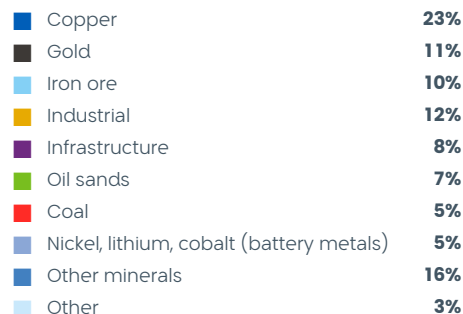 Copper 23%
Gold 11%
Iron ore 10%
Industrial 12%
Infrastructure 8%
Oil sands 7%
Coal 5%
Nickel, lithium, cobalt (battery metals) 5%
Other minerals 16%
Other 3%